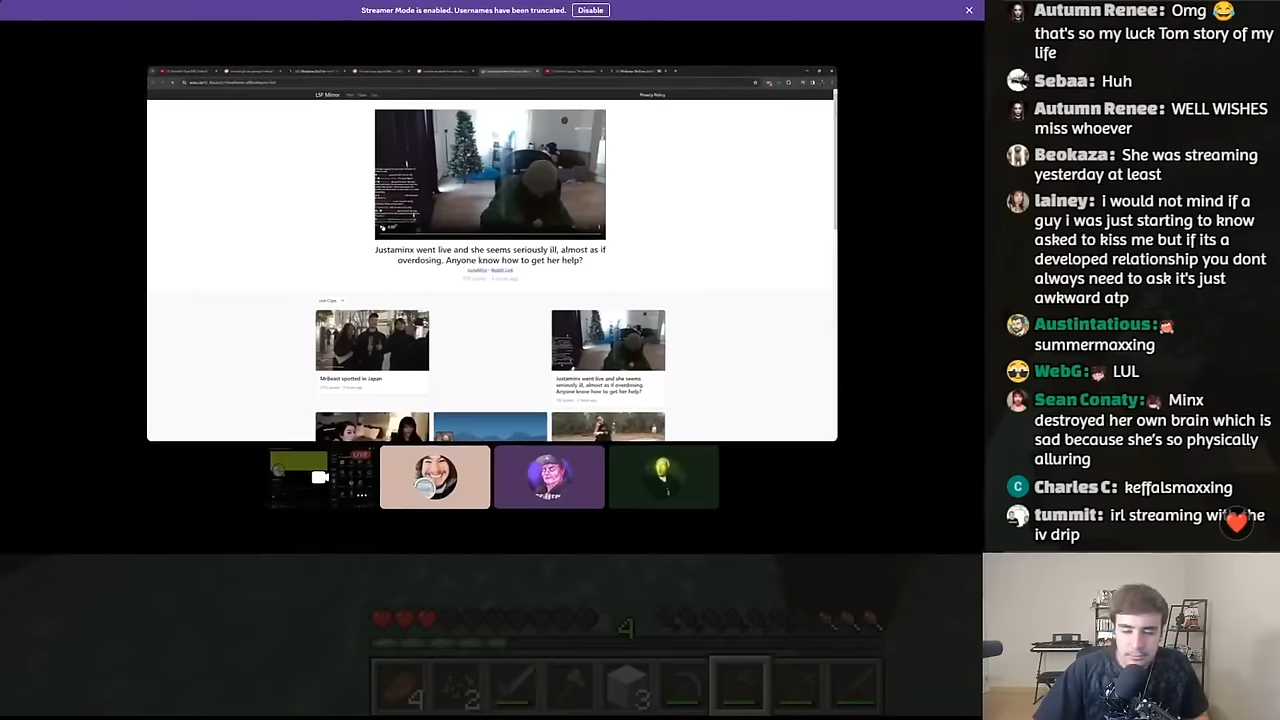 Streamer Mode is enabled. Usernames have been truncated.
Disable
LSF Mirror
Privacy Policy
Justaminx went live and she seems seriously ill, almost as if
overdosing. Anyone know how to get her help?
MrBeast spotted in Japan
Justaminx went live and she seems
seriously ill, almost as if overdosing.
Anyone know how to get her help?
LIVE
4
4
2
3
Autumn Renee: Omg 😂
that's so my luck Tom story of my
life
Sebaa: Huh
Autumn Renee: WELL WISHES
miss whoever
Beokaza: She was streaming
yesterday at least
lainey: i would not mind if a
guy i was just starting to know
asked to kiss me but if its a
developed relationship you dont
always need to ask its just
awkward atp
Austintatious:
summermaxxing
WebG: LUL
Sean Conaty: Minx
destroyed her own brain which is
sad because she's so physically
alluring
Charles C: keffalsmaxxing
tummit: irl streaming
iv drip